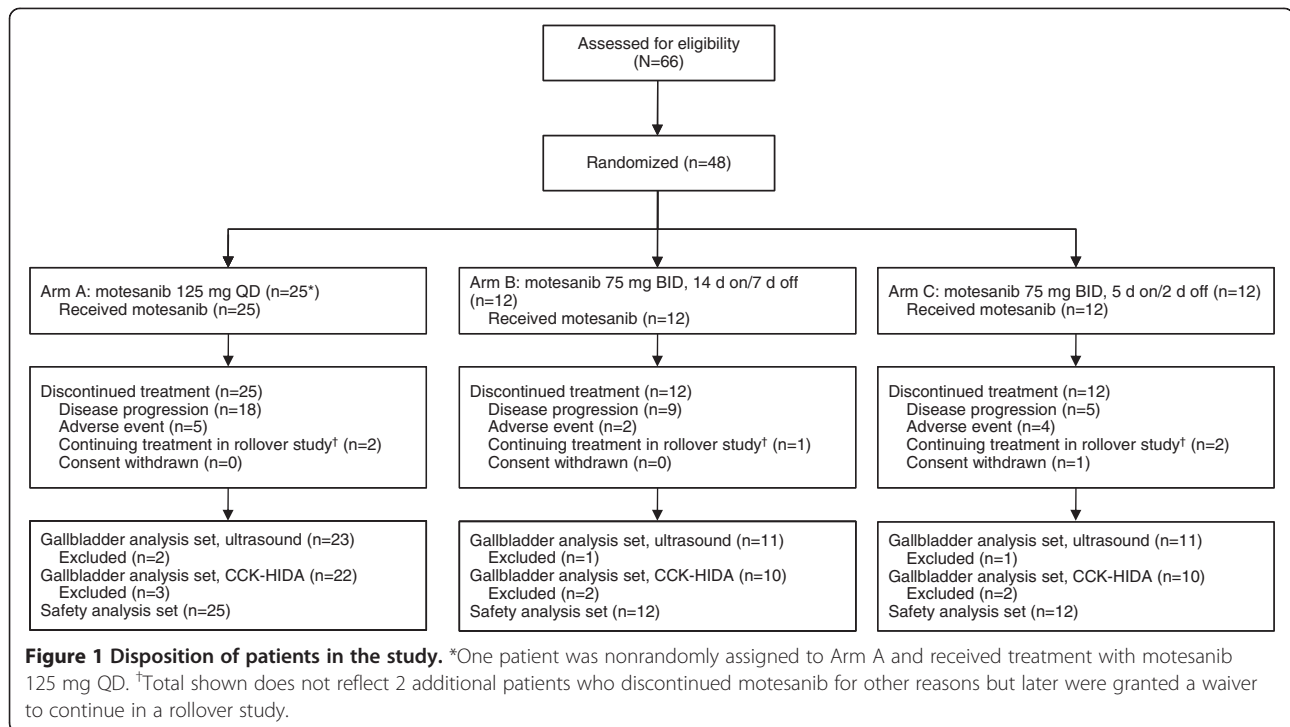 Assessed for eligibility
(N=66)
Randomized (n=48)
Arm A: motesanib 125 mg QD (n=25*)
Received motesanib (n=25)
Arm B: motesanib 75 mg BID, 14 d on/7 d off
(n=12)
Received motesanib (n=12)
Arm C: motesanib 75 mg BID, 5 d on/2 d off (n=12)
Received motesanib (n=12)
Discontinued treatment (n=25)
Disease progression (n=18)
Adverse event (n=5)
Continuing treatment in rollover study† (n=2)
Consent withdrawn (n=0)
Discontinued treatment (n=12)
Disease progression (n=9)
Adverse event (n=2)
Continuing treatment in rollover study† (n=1)
Consent withdrawn (n=0)
Discontinued treatment (n=12)
Disease progression (n=5)
Adverse event (n=4)
Continuing treatment in rollover study† (n=2)
Consent withdrawn (n=1)
Gallbladder analysis set, ultrasound (n=23)
Excluded (n=2)
Gallbladder analysis set, CCK-HIDA (n=22)
Excluded (n=3)
Safety analysis set (n=25)
Gallbladder analysis set, ultrasound (n=11)
Excluded (n=1)
Gallbladder analysis set, CCK-HIDA (n=10)
Excluded (n=2)
Safety analysis set (n=12)
Gallbladder analysis set, ultrasound (n=11)
Excluded (n=1)
Gallbladder analysis set, CCK-HIDA (n=10)
Excluded (n=2)
Safety analysis set (n=12)
Figure 1 Disposition of patients in the study. *One patient was nonrandomly assigned to Arm A and received treatment with motesanib
125 mg QD. †Total shown does not reflect 2 additional patients who discontinued motesanib for other reasons but later were granted a waiver
to continue in a rollover study.